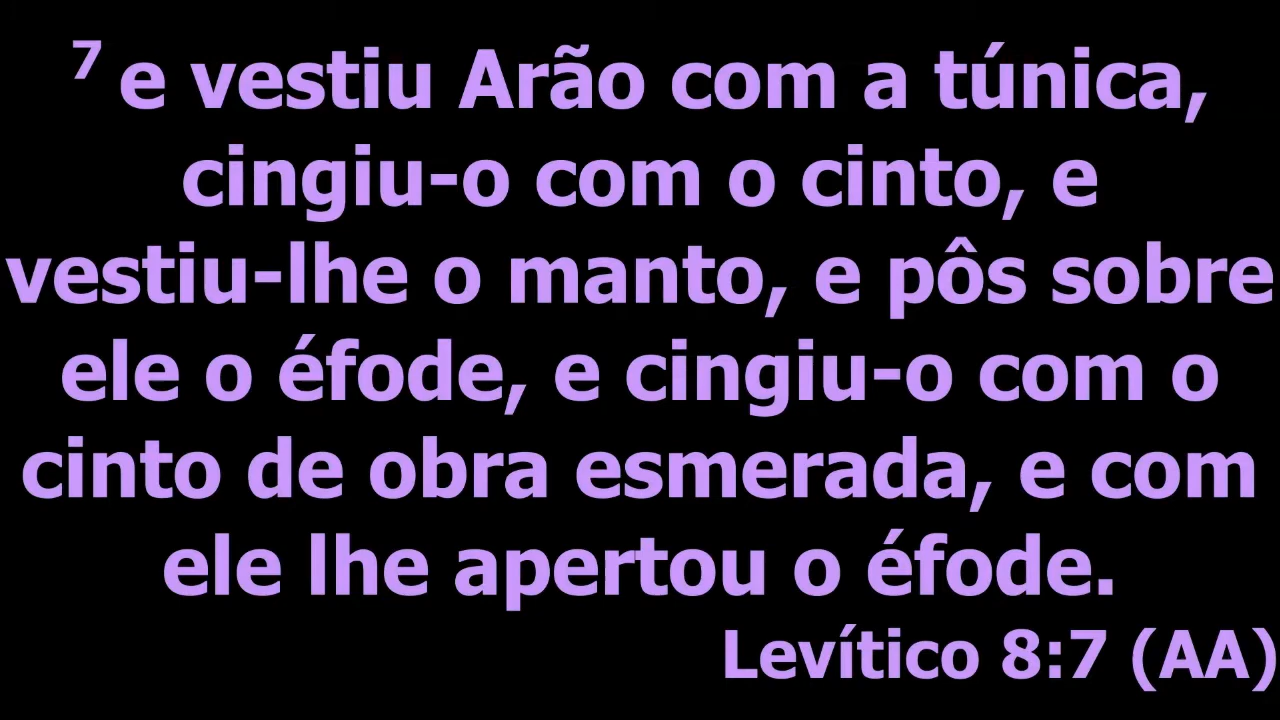 7 e vestiu Arão com a túnica,
cingiu-o com o cinto, e
vestiu-lhe o manto, e pôs sobre
ele o éfode, e cingiu-o com o
cinto de obra esmerada, e com
ele lhe apertou o éfode.
Levítico 8:7 (AA)